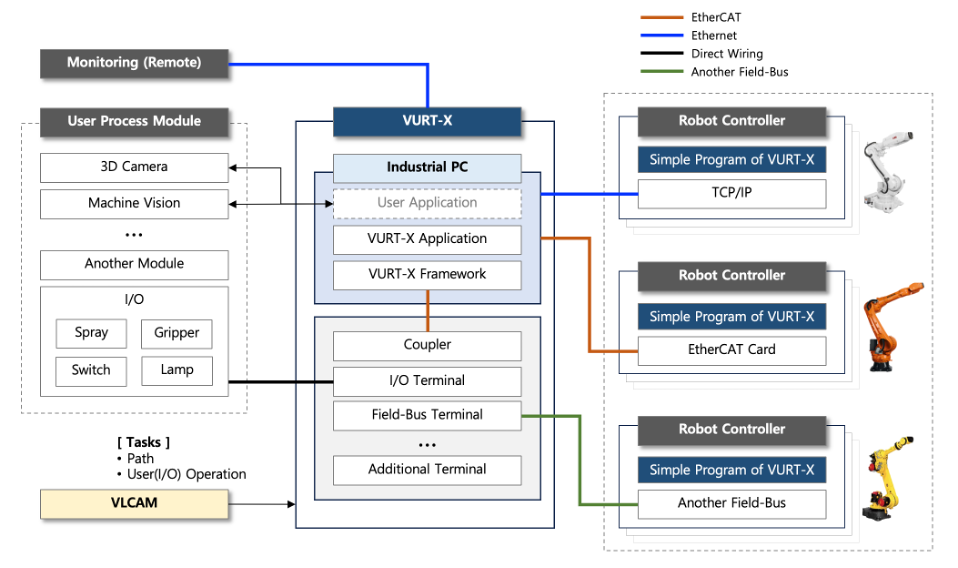 EtherCAT
Ethernet
Direct Wiring
Another Field-Bus
Monitoring (Remote)
User Process Module
3D Camera
Machine Vision
...
Another Module
I/O
Spray
Gripper
Switch
Lamp
[ Tasks ]
• Path
• User(I/O) Operation
VLCAM
VURT-X
Industrial PC
User Application
VURT-X Application
VURT-X Framework
Coupler
I/O Terminal
Field-Bus Terminal
...
Additional Terminal
Robot Controller
Simple Program of VURT-X
TCP/IP
Robot Controller
Simple Program of VURT-X
EtherCAT Card
Robot Controller
Simple Program of VURT-X
Another Field-Bus